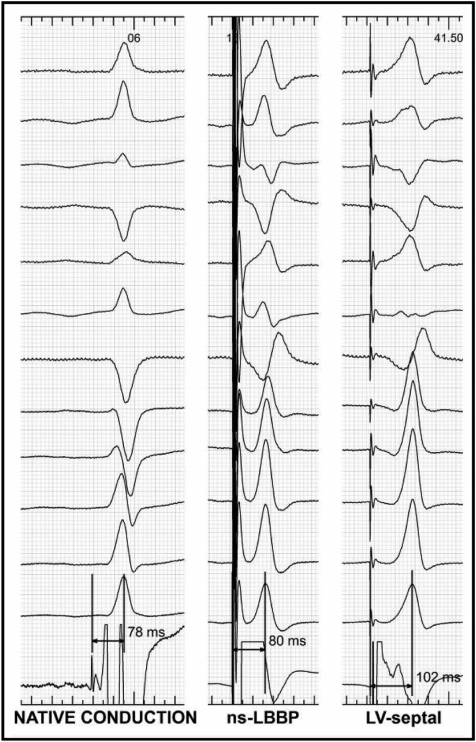 06
1
41.50
78 ms
80 ms
102 ms
NATIVE CONDUCTION
ns-LBBP
LV-septal